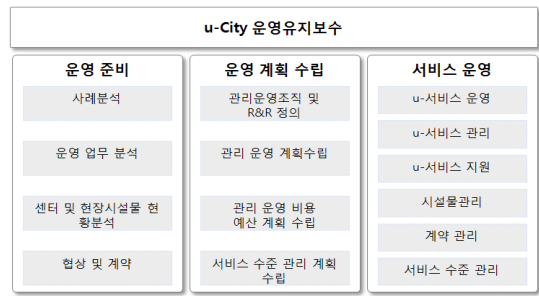 u-City 운영유지보수
운영 준비
사례분석
운영 업무 분석
센터 및 현장시설물 현
황분석
협상 및 계약
운영 계획 수립
관리운영조직 및
R&R 정의
관리 운영 계획수립
관리 운영 비용
예산 계획 수립
서비스 수준 관리 계획
수립
서비스 운영
u-서비스 운영
u-서비스 관리
u-서비스 지원
시설물관리
계약 관리
서비스 수준 관리